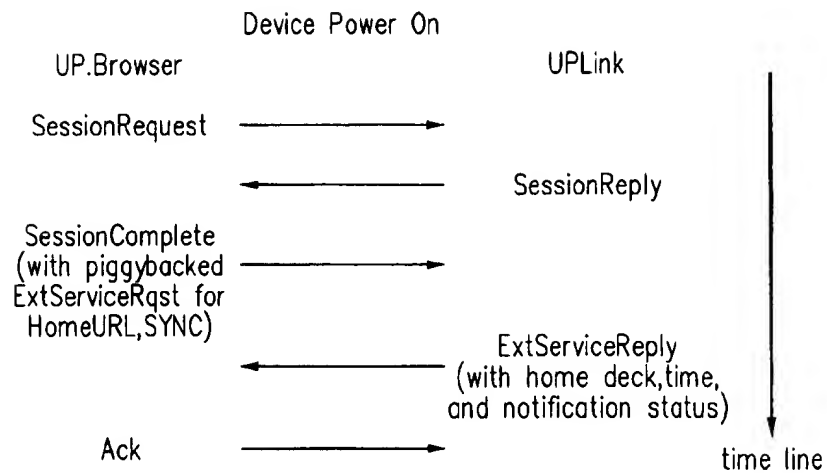 Device Power On
UP.Browser
UPLink
SessionRequest
SessionReply
SessionComplete
(with piggybacked
ExtServiceRqst for
HomeURL,SYNC)
ExtServiceReply
(with home deck,time,
and notification status)
Ack
time line